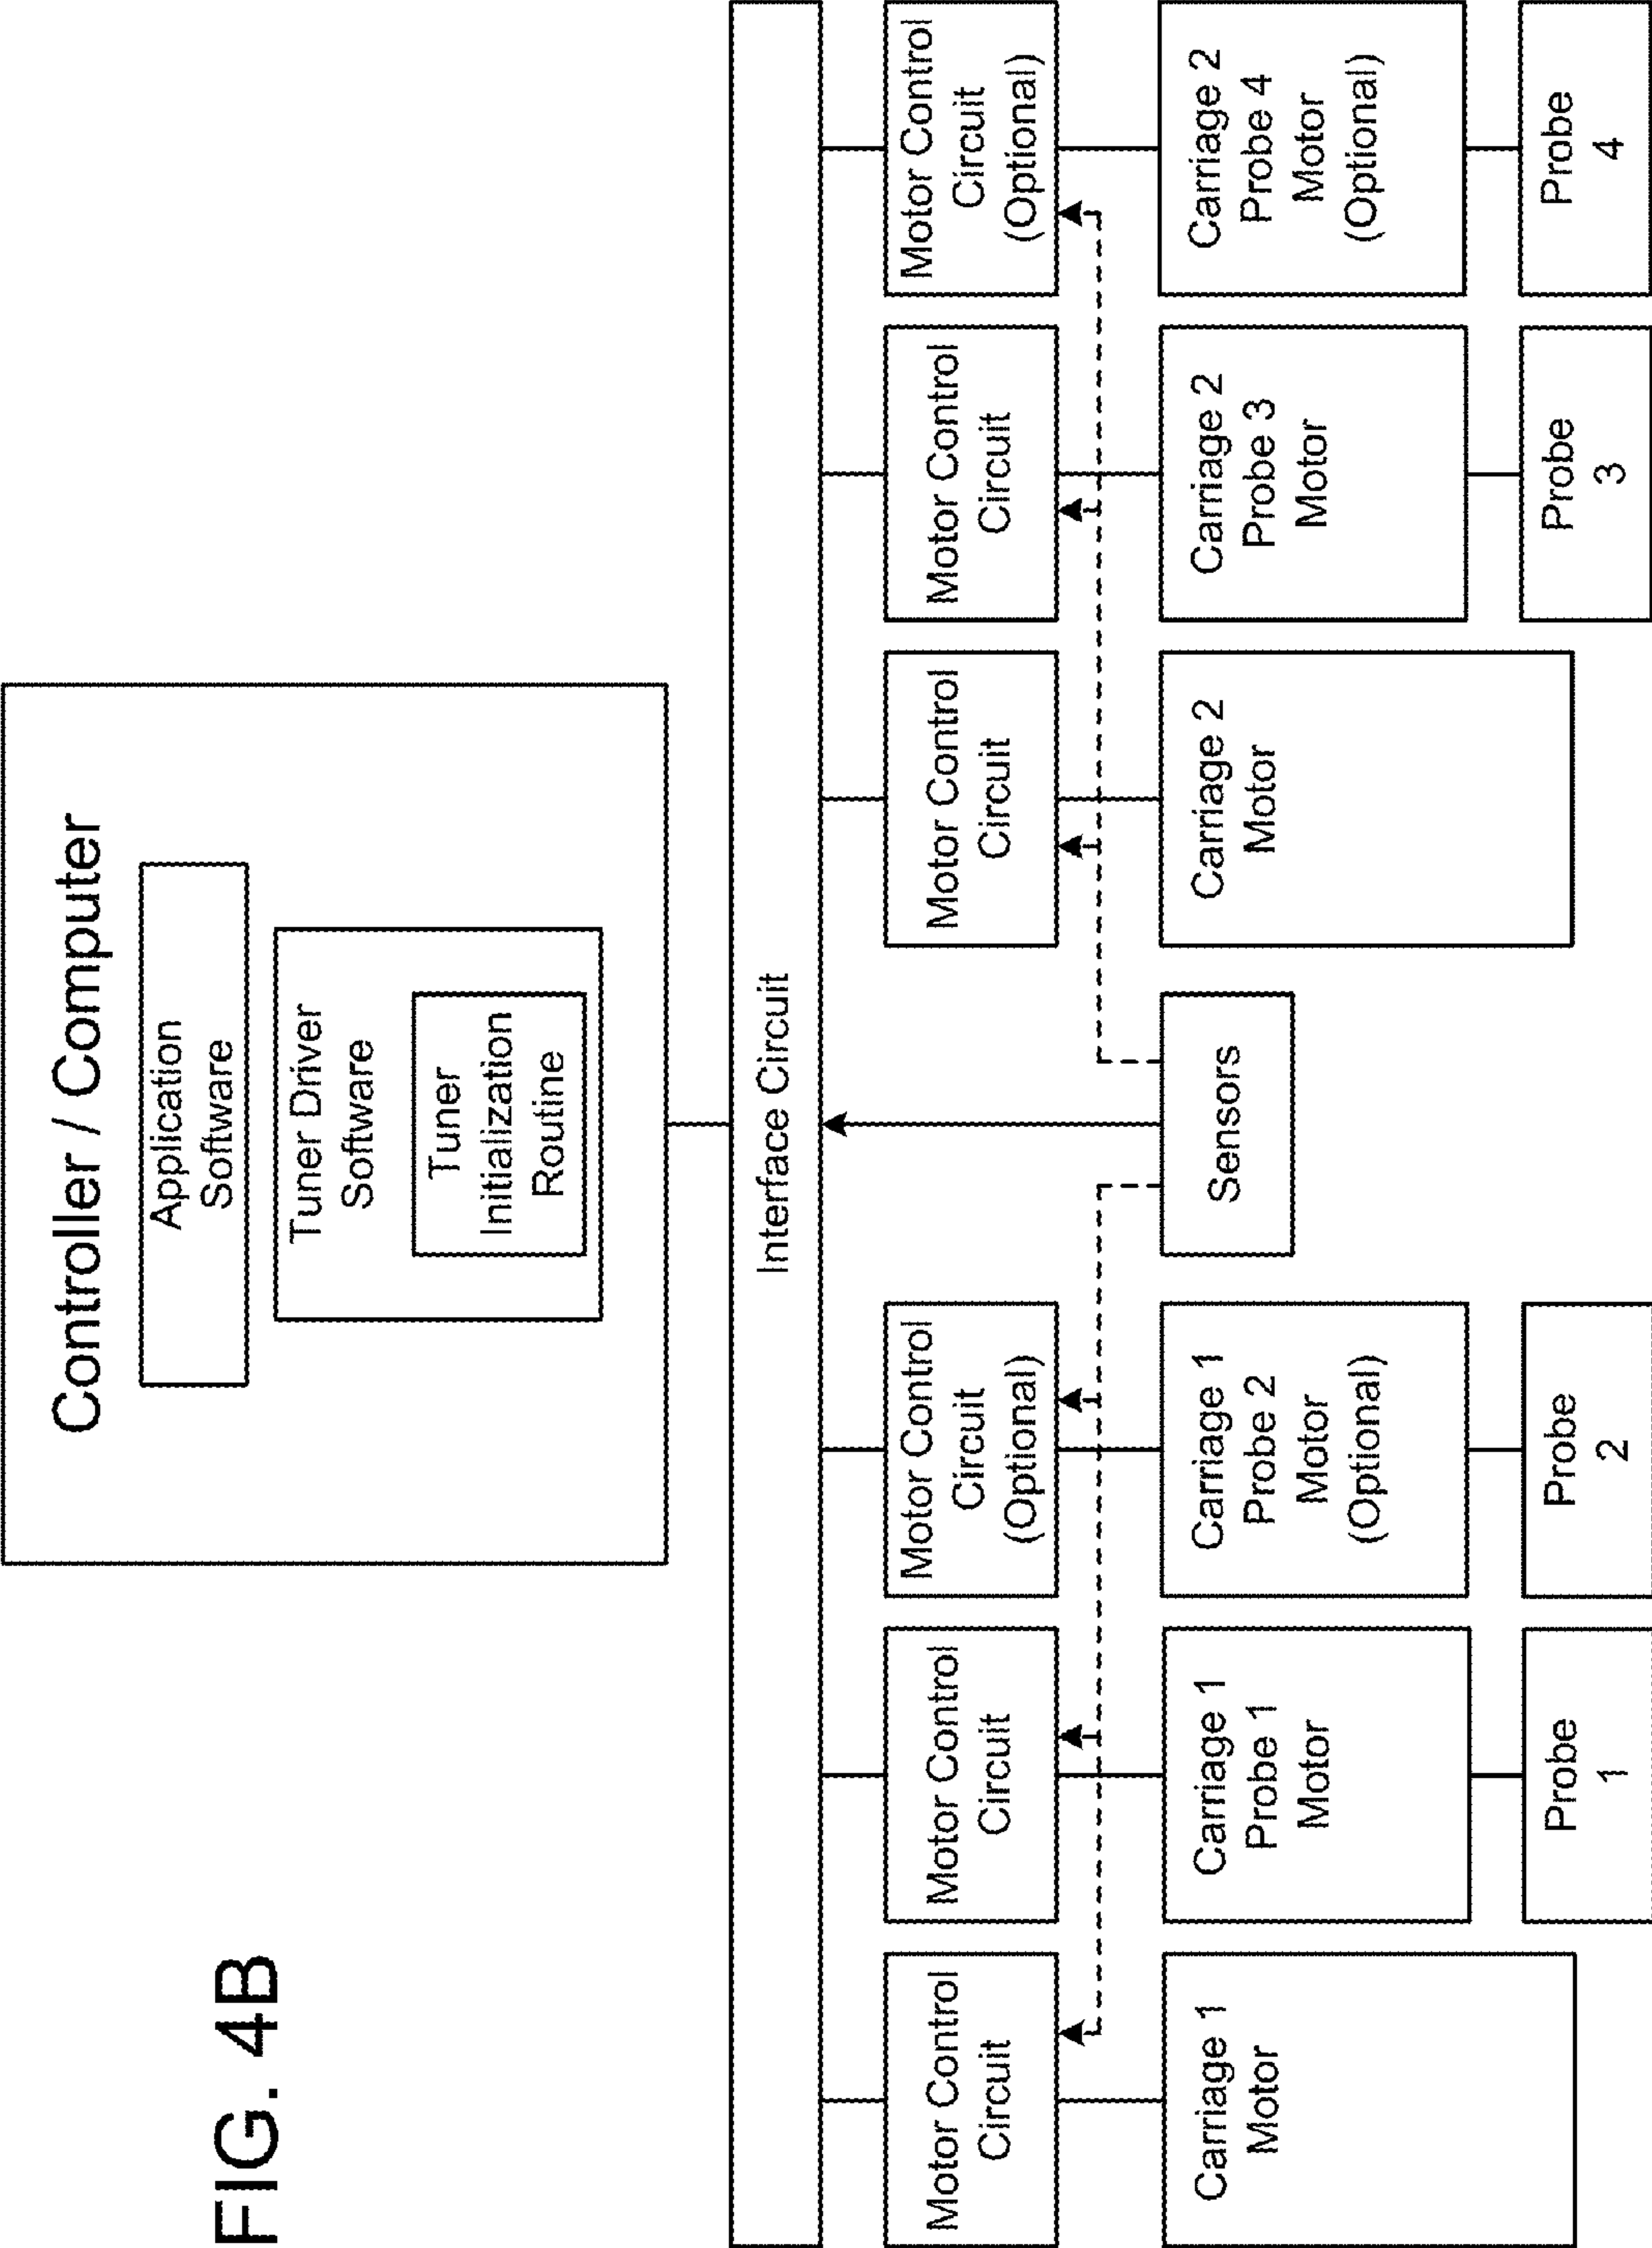 FIG. 4B
Controller / Computer
Application
Software
Tuner Driver
Software
Tuner
Initialization
Routine
Interface Circuit
Motor Control
Circuit
Motor Control
Circuit
Motor Control
Circuit
(Optional)
Motor Control
Circuit
Motor Control
Circuit
Motor Control
Circuit
(Optional)
Carriage 1
Motor
Carriage 1
Probe 1
Motor
Carriage 1
Probe 2
Motor
(Optional)
Sensors
Carriage 2
Motor
Carriage 2
Probe 3
Motor
Carriage 2
Probe 4
Motor
(Optional)
Probe
1
Probe
2
Probe
3
Probe
4